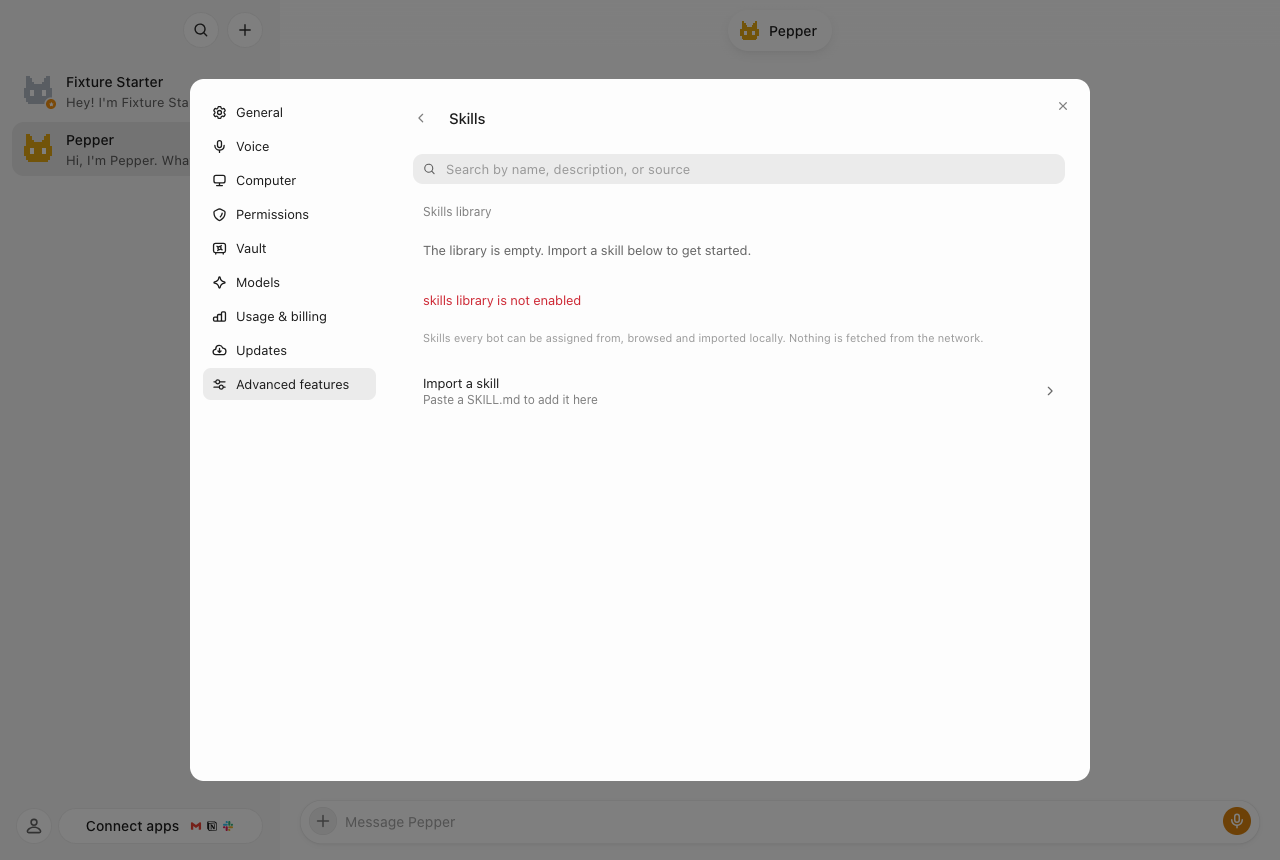 Pepper
Fixture Starter
Hey! I'm Fixture Sta
Pepper
Hi, I'm Pepper. Wha
General
Voice
Computer
Permissions
Vault
Models
Usage & billing
Updates
Advanced features
Skills
Search by name, description, or source
Skills library
The library is empty. Import a skill below to get started.
skills library is not enabled
Skills every bot can be assigned from, browsed and imported locally. Nothing is fetched from the network.
Import a skill
Paste a SKILL.md to add it here
Connect apps
Message Pepper